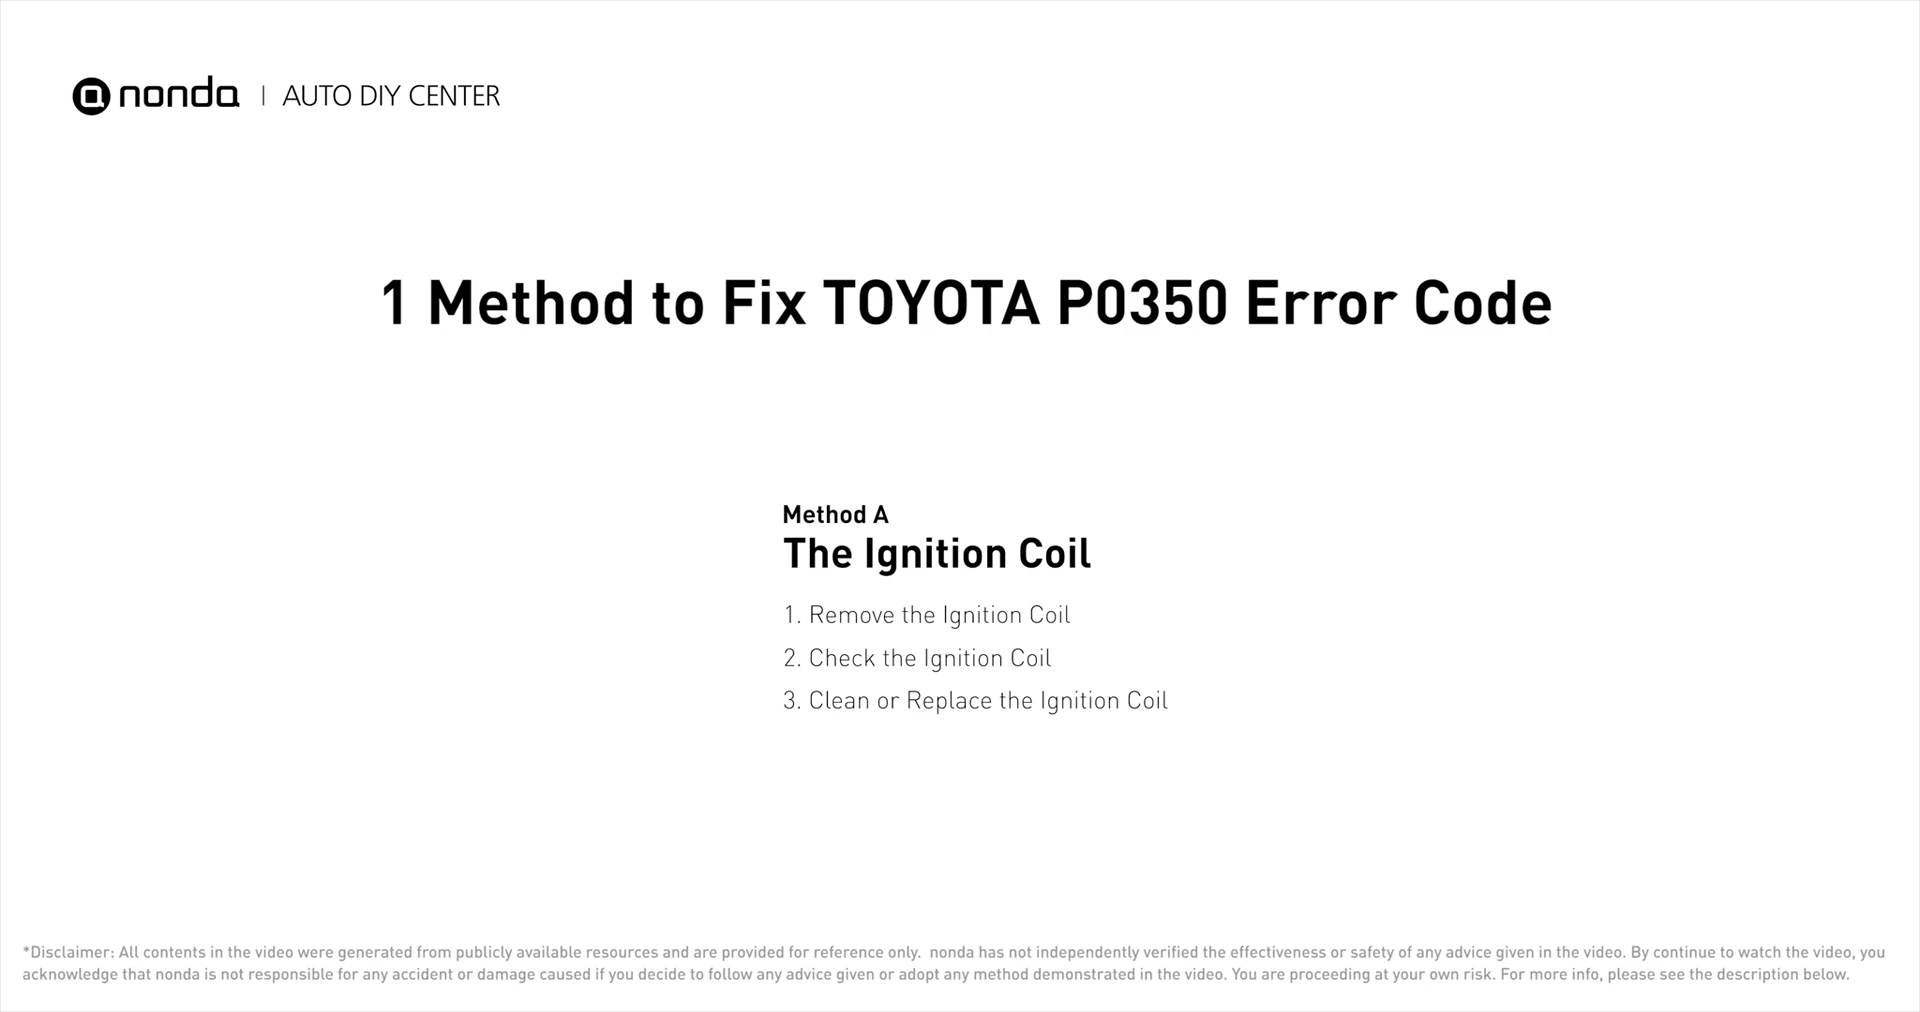 nonda | AUTO DIY CENTER
1 Method to Fix TOYOTA P0350 Error Code
Method A
The Ignition Coil
1. Remove the Ignition Coil
2. Check the Ignition Coil
3. Clean or Replace the Ignition Coil
*Disclaimer: All contents in the video were generated from publicly available resources and are provided for reference only.  nonda has not independently verified the effectiveness or safety of any advice given in the video. By continue to watch the video, you
acknowledge that nonda is not responsible for any accident or damage caused if you decide to follow any advice given or adopt any method demonstrated in the video. You are proceeding at your own risk. For more info, please see the description below.